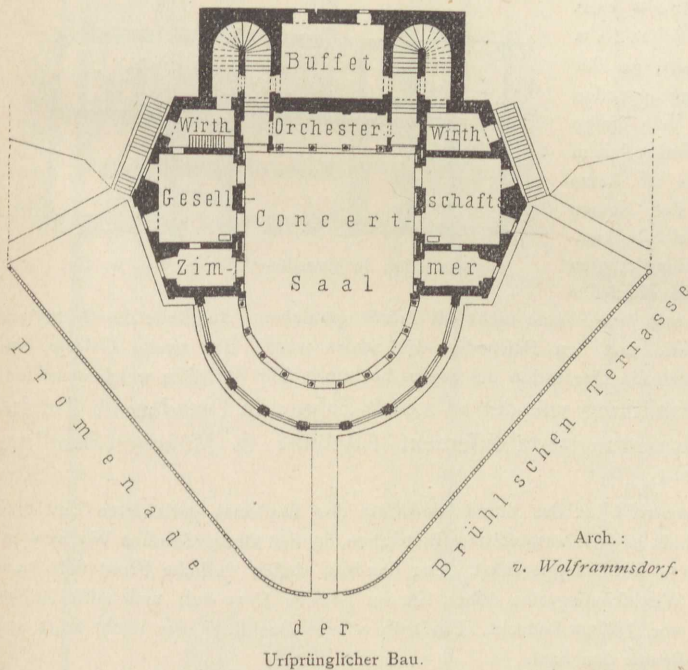 Buffet
Wirth Orchester. Wirth
Gesell- schafts
Concert-
Zim- mer
Saal
Promenade
der
Brühlschen Terrasse
Arch.:
v. Wolframmsdorf.
Urſprünglicher Bau.